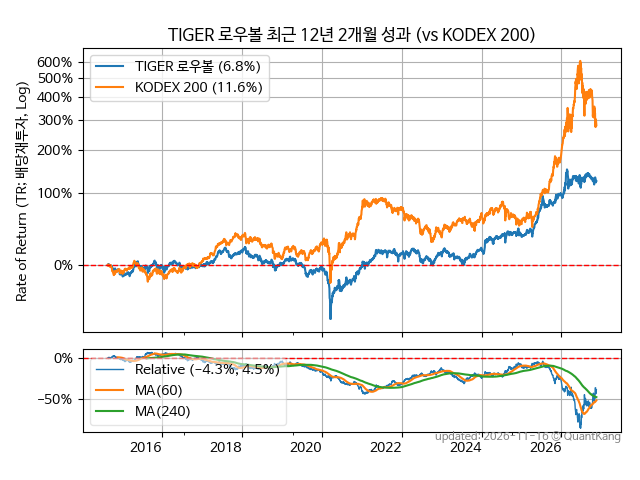 TIGER 로우볼 최근 12년 2개월 성과 (vs KODEX 200)
Rate of Return (TR: 배당재투자, Log)
600%
500%
400%
300%
200%
100%
0%
TIGER 로우볼 (6.8%)
KODEX 200 (11.6%)
0%
−50%
Relative (−4.3%, 4.5%)
MA(60)
MA(240)
2016 2018 2020 2022 2024 2026
updated: 2026-11-16 © QuantKang